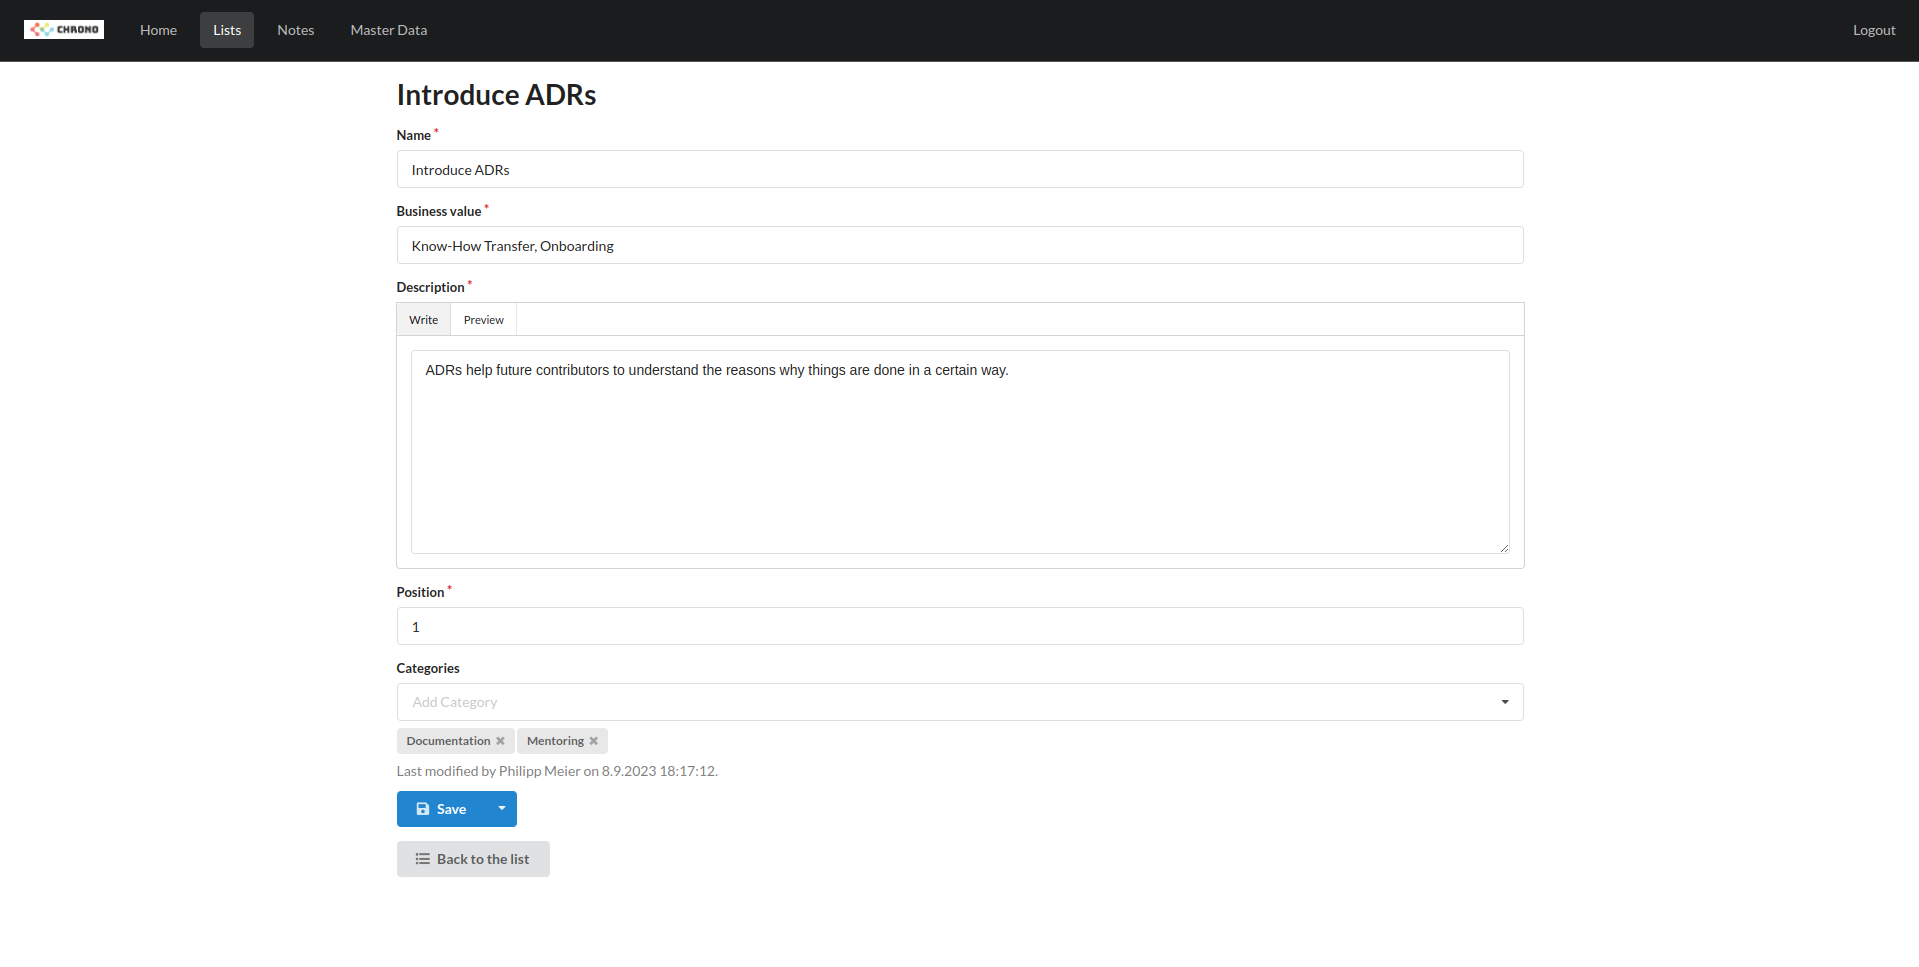 CHRONO Home Lists Notes Master Data Logout
Introduce ADRs
Name *
Introduce ADRs
Business value *
Know-How Transfer, Onboarding
Description *
Write Preview
ADRs help future contributors to understand the reasons why things are done in a certain way.
Position *
1
Categories
Add Category
Documentation Mentoring
Last modified by Philipp Meier on 8.9.2023 18:17:12.
Save
Back to the list